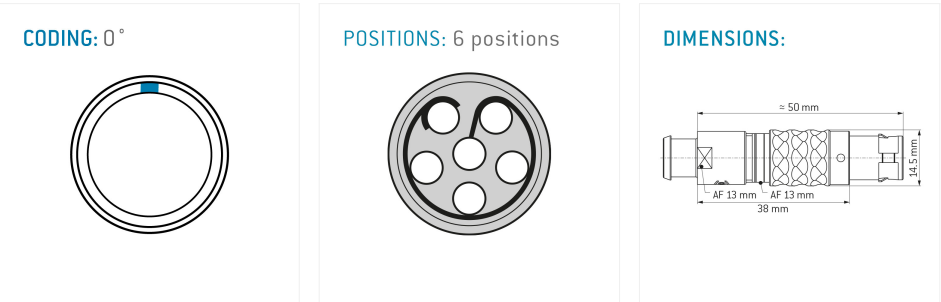 CODING: 0°
POSITIONS: 6 positions
DIMENSIONS:
≈ 50 mm
14.5 mm
AF 13 mm
AF 13 mm
38 mm